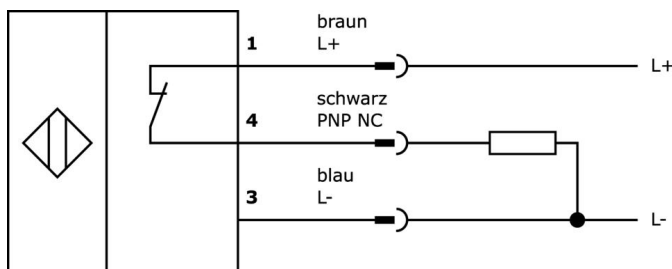 braun
1 L+
L+
schwarz
4 PNP NC
blau
3 L-
L-